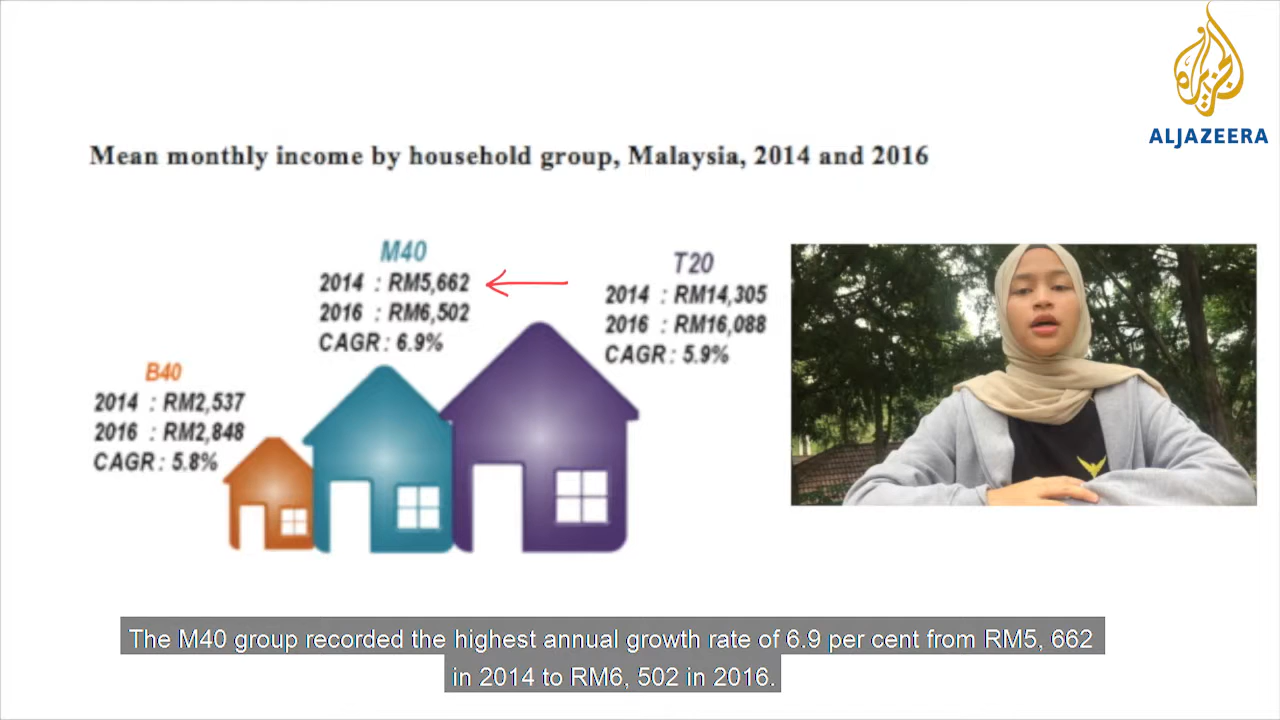 الجزيرة
ALJAZEERA
Mean monthly income by household group, Malaysia, 2014 and 2016
M40
2014 : RM5,662
2016 : RM6,502
CAGR : 6.9%
T20
2014 : RM14,305
2016 : RM16,088
CAGR : 5.9%
B40
2014 : RM2,537
2016 : RM2,848
CAGR : 5.8%
The M40 group recorded the highest annual growth rate of 6.9 per cent from RM5, 662
in 2014 to RM6, 502 in 2016.